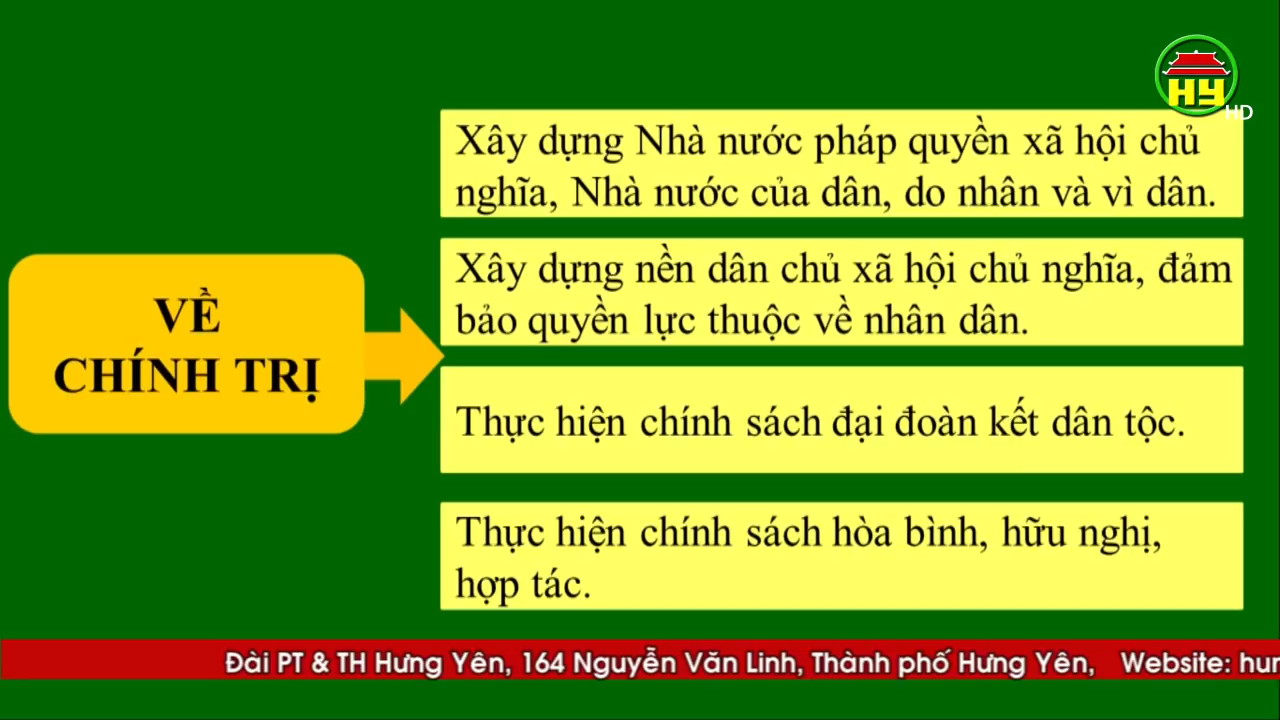 HY
HD
Xây dựng Nhà nước pháp quyền xã hội chủ
nghĩa, Nhà nước của dân, do nhân và vì dân.
VỀ
CHÍNH TRỊ
Xây dựng nền dân chủ xã hội chủ nghĩa, đảm
bảo quyền lực thuộc về nhân dân.
Thực hiện chính sách đại đoàn kết dân tộc.
Thực hiện chính sách hòa bình, hữu nghị,
hợp tác.
Đài PT & TH Hưng Yên, 164 Nguyễn Văn Linh, Thành phố Hưng Yên, Website: